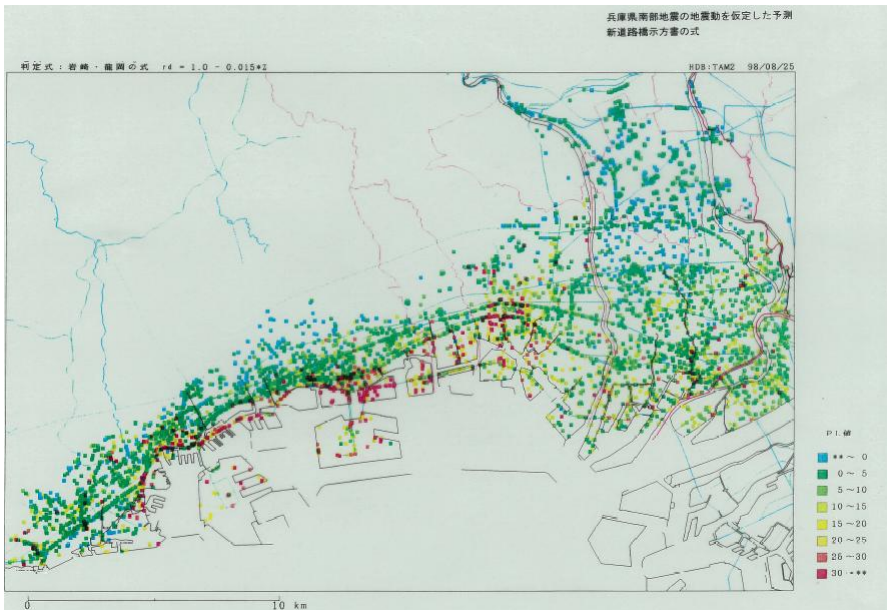 兵庫県南部地震の地震動を仮定した予測
新道路橋示方書の式
判定式：岩崎・龍岡の式 rd = 1.0 - 0.015*Z
HDB:TAM2 98/08/25
PL値
**～ 0
0～ 5
5～10
10～15
15～20
20～25
25～30
30～**
0 10 km